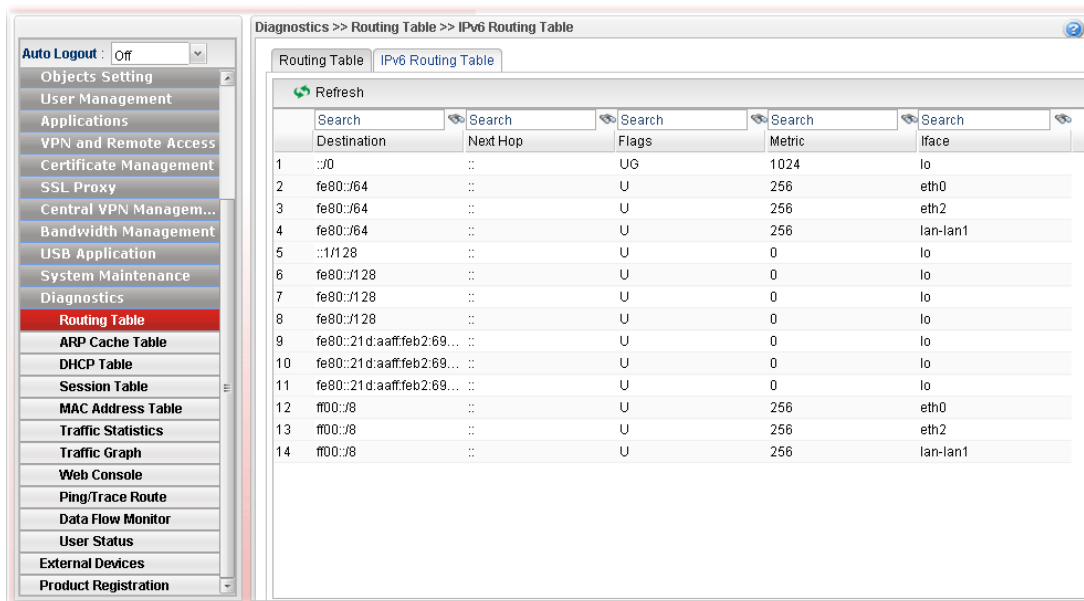 Diagnostics >> Routing Table >> IPv6 Routing Table
Auto Logout : Off
Objects Setting
User Management
Applications
VPN and Remote Access
Certificate Management
SSL Proxy
Central VPN Managem...
Bandwidth Management
USB Application
System Maintenance
Diagnostics
Routing Table
ARP Cache Table
DHCP Table
Session Table
MAC Address Table
Traffic Statistics
Traffic Graph
Web Console
Ping/Trace Route
Data Flow Monitor
User Status
External Devices
Product Registration
Routing Table IPv6 Routing Table
Refresh
Search Search Search Search Search
Destination Next Hop Flags Metric Iface
1 ::/0 :: UG 1024 lo
2 fe80::/64 :: U 256 eth0
3 fe80::/64 :: U 256 eth2
4 fe80::/64 :: U 256 lan-lan1
5 ::1/128 :: U 0 lo
6 fe80::/128 :: U 0 lo
7 fe80::/128 :: U 0 lo
8 fe80::/128 :: U 0 lo
9 fe80::21d:aaff:feb2:69... :: U 0 lo
10 fe80::21d:aaff:feb2:69... :: U 0 lo
11 fe80::21d:aaff:feb2:69... :: U 0 lo
12 ff00::/8 :: U 256 eth0
13 ff00::/8 :: U 256 eth2
14 ff00::/8 :: U 256 lan-lan1